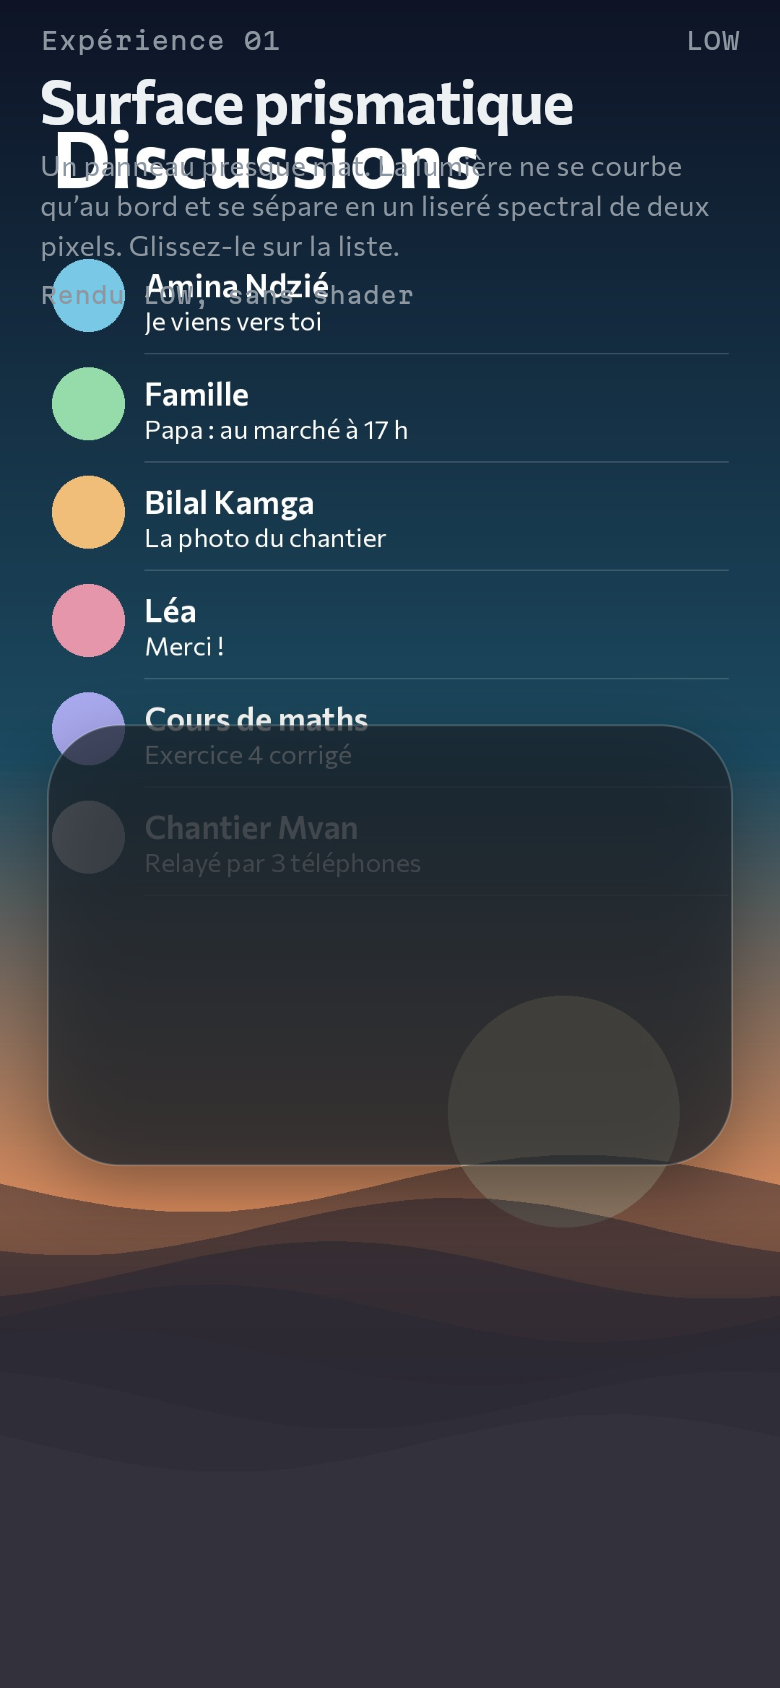 Expérience 01 LOW
Surface prismatique
Discussions
Un panneau presque mat. La lumière ne se courbe
qu’au bord et se sépare en un liseré spectral de deux
pixels. Glissez-le sur la liste.
Amina Ndzié
Rendu LOW, sans shader
Je viens vers toi
Famille
Papa : au marché à 17 h
Bilal Kamga
La photo du chantier
Léa
Merci !
Cours de maths
Exercice 4 corrigé
Chantier Mvan
Relayé par 3 téléphones